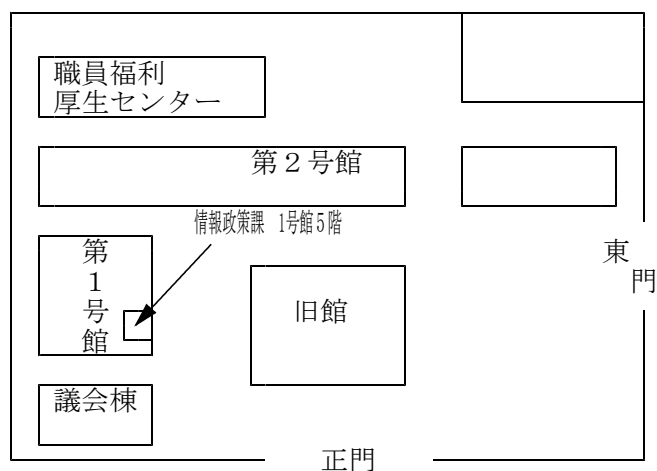 職員福利
厚生センター
第２号館
情報政策課　1号館５階
第１号館
旧館
東門
議会棟
正門